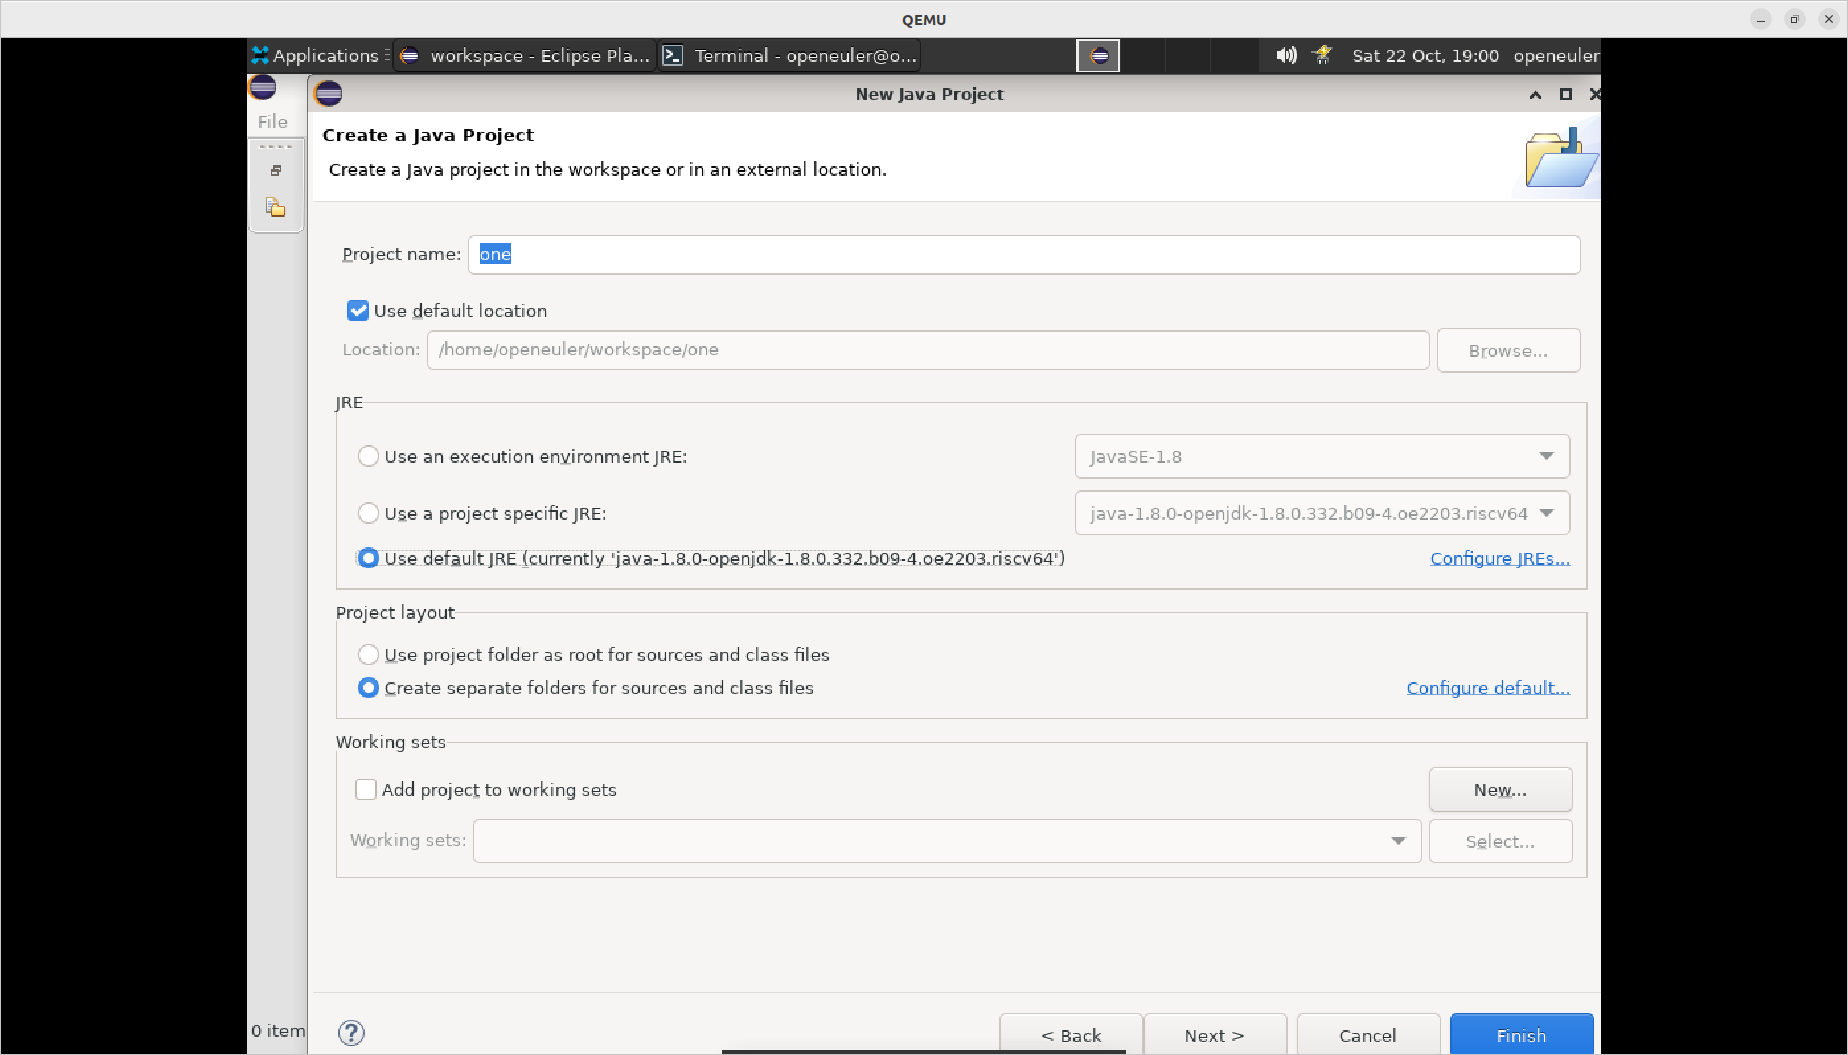 QEMU
Applications workspace - Eclipse Pla... Terminal - openeuler@o... Sat 22 Oct, 19:00 openeuler
New Java Project
File
Create a Java Project
Create a Java project in the workspace or in an external location.
Project name: one
Use default location
Location: /home/openeuler/workspace/one Browse...
JRE
Use an execution environment JRE: JavaSE-1.8
Use a project specific JRE: java-1.8.0-openjdk-1.8.0.332.b09-4.oe2203.riscv64
Use default JRE (currently 'java-1.8.0-openjdk-1.8.0.332.b09-4.oe2203.riscv64') Configure JREs...
Project layout
Use project folder as root for sources and class files
Create separate folders for sources and class files Configure default...
Working sets
Add project to working sets New...
Working sets: Select...
0 item
? < Back Next > Cancel Finish